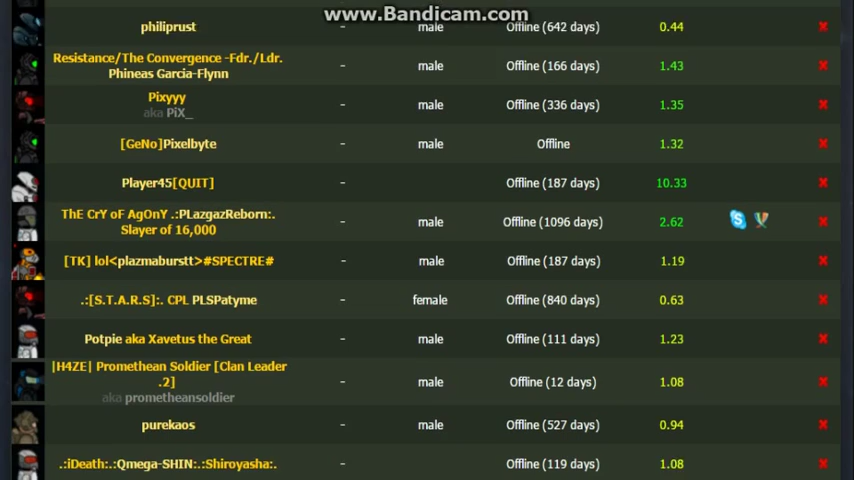 www.Bandicam.com
philiprust - male Offline (642 days) 0.44
Resistance/The Convergence -Fdr./Ldr.
Phineas Garcia-Flynn - male Offline (166 days) 1.43
Pixyyy
aka PiX_ - male Offline (336 days) 1.35
[GeNo]Pixelbyte - male Offline 1.32
Player45[QUIT] - Offline (187 days) 10.33
ThE CrY oF AgOnY .:PLazgazReborn:.
Slayer of 16,000 - male Offline (1096 days) 2.62
[TK] lol<plazmaburstt>#SPECTRE# - male Offline (187 days) 1.19
.:[S.T.A.R.S]:. CPL PLSPatyme - female Offline (840 days) 0.63
Potpie aka Xavetus the Great - male Offline (111 days) 1.23
|H4ZE| Promethean Soldier [Clan Leader
.2] - male Offline (12 days) 1.08
aka prometheansoldier
purekaos - male Offline (527 days) 0.94
.:iDeath:.:Qmega-SHIN:.:Shiroyasha:. - Offline (119 days) 1.08